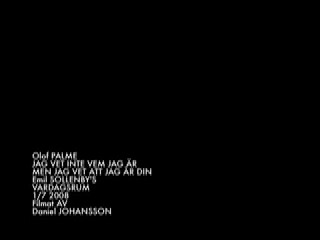 Olof PALME
JAG VET INTE VEM JAG ÄR
MEN JAG VET ATT JAG ÄR DIN
Emil SOLLENBY'S
VARDAGSRUM
1/7 2008
Filmat AV
Daniel JOHANSSON